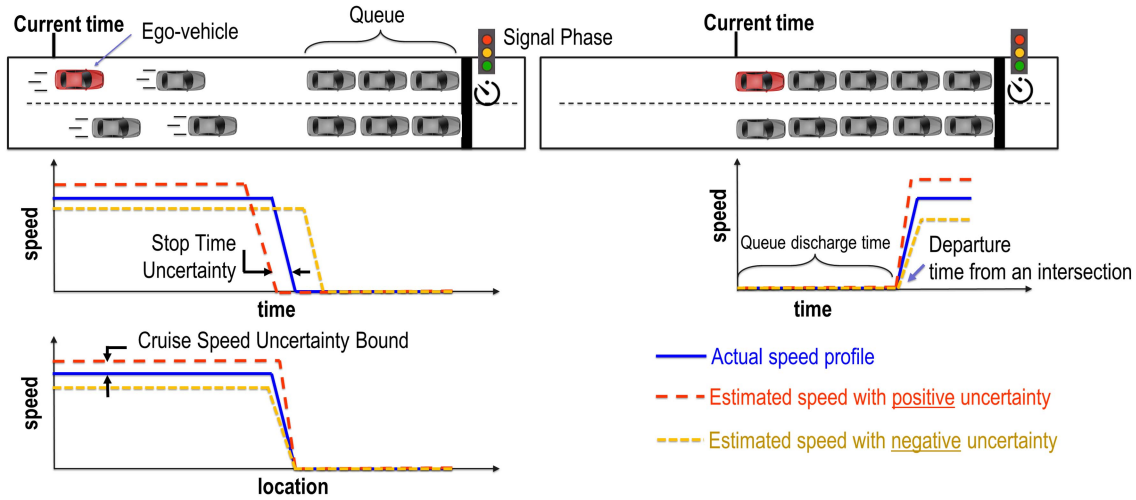 Current time
Ego-vehicle
Queue
Signal Phase
Current time
speed
Stop Time
Uncertainty
time
speed
Queue discharge time
Departure
time from an intersection
time
Cruise Speed Uncertainty Bound
speed
location
Actual speed profile
Estimated speed with positive uncertainty
Estimated speed with negative uncertainty